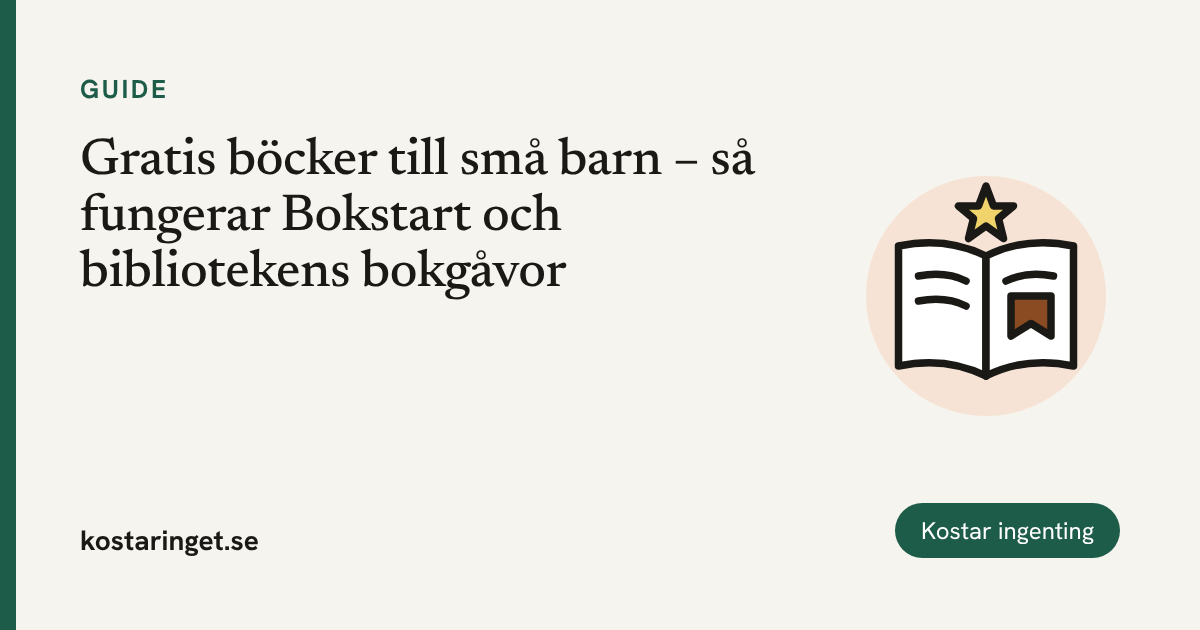 GUIDE
Gratis böcker till små barn – så
fungerar Bokstart och
bibliotekens bokgåvor
kostaringet.se
Kostar ingenting